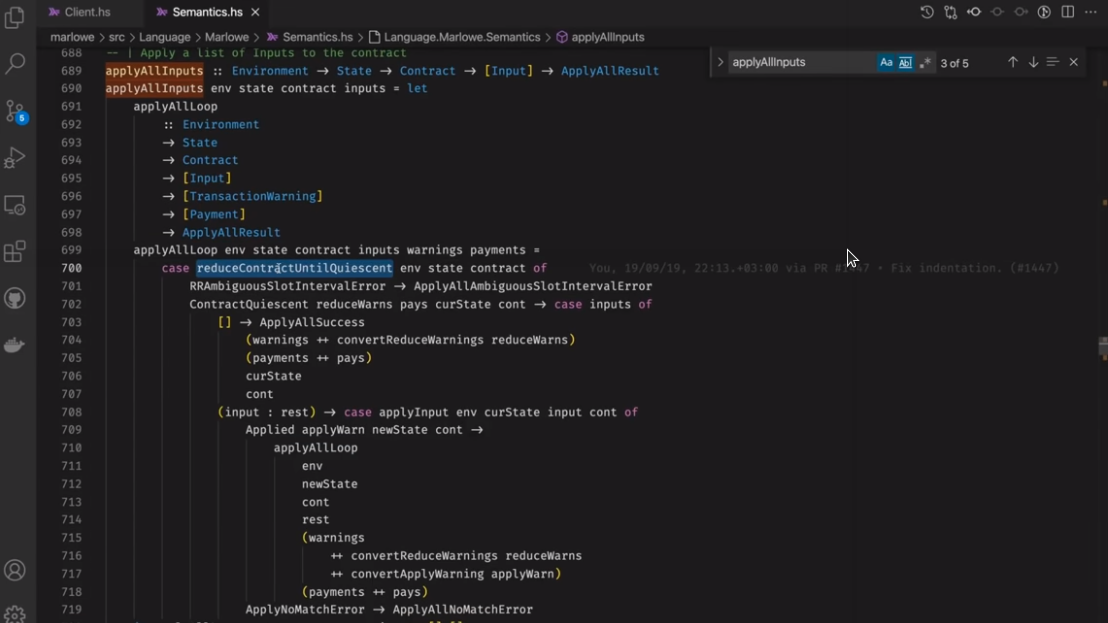 Client.hs
Semantics.hs
marlowe > src > Language > Marlowe > Semantics.hs > Language.Marlowe.Semantics > applyAllInputs
applyAllInputs
Aa
Abl
3 of 5
5
688 -- | Apply a list of Inputs to the contract
689 applyAllInputs :: Environment → State → Contract → [Input] → ApplyAllResult
690 applyAllInputs env state contract inputs = let
691 applyAllLoop
692 :: Environment
693 → State
694 → Contract
695 → [Input]
696 → [TransactionWarning]
697 → [Payment]
698 → ApplyAllResult
699 applyAllLoop env state contract inputs warnings payments =
700 case reduceContractUntilQuiescent env state contract of You, 19/09/19, 22:13.+03:00 via PR #1447 • Fix indentation. (#1447)
701 RRAmbiguousSlotIntervalError → ApplyAllAmbiguousSlotIntervalError
702 ContractQuiescent reduceWarns pays curState cont → case inputs of
703 [] → ApplyAllSuccess
704 (warnings ++ convertReduceWarnings reduceWarns)
705 (payments ++ pays)
706 curState
707 cont
708 (input : rest) → case applyInput env curState input cont of
709 Applied applyWarn newState cont →
710 applyAllLoop
711 env
712 newState
713 cont
714 rest
715 (warnings
716 ++ convertReduceWarnings reduceWarns
717 ++ convertApplyWarning applyWarn)
718 (payments ++ pays)
719 ApplyNoMatchError → ApplyAllNoMatchError